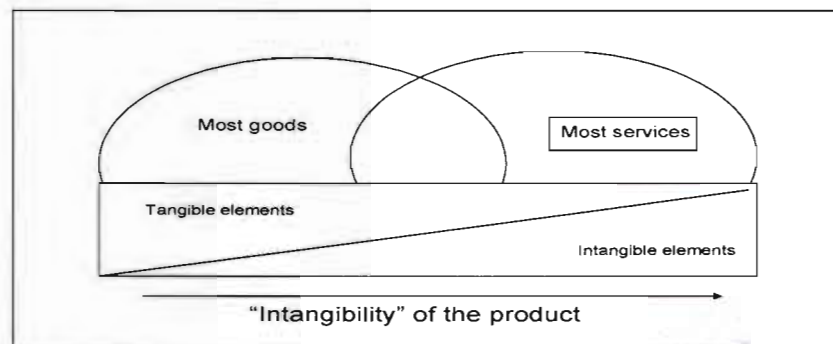 Most goods
Most services
Tangible elements
Intangible elements
"Intangibility" of the product